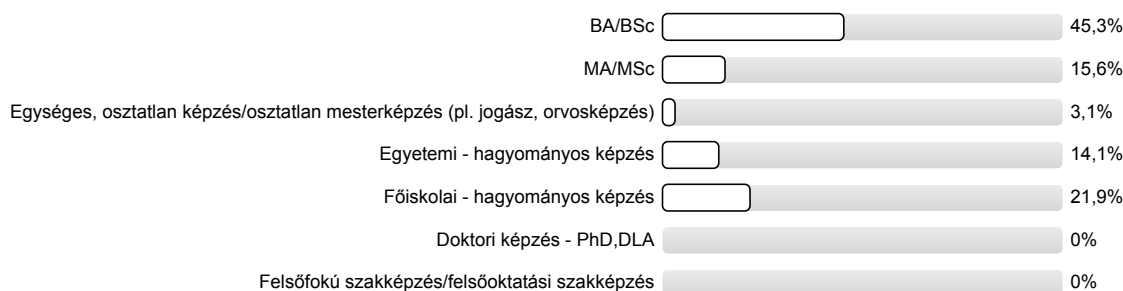 BA/BSc 45,3%
MA/MSc 15,6%
Egységes, osztatlan képzés/osztatlan mesterképzés (pl. jogász, orvosképzés) 3,1%
Egyetemi - hagyományos képzés 14,1%
Főiskolai - hagyományos képzés 21,9%
Doktori képzés - PhD,DLA 0%
Felsőfokú szakképzés/felsőoktatási szakképzés 0%